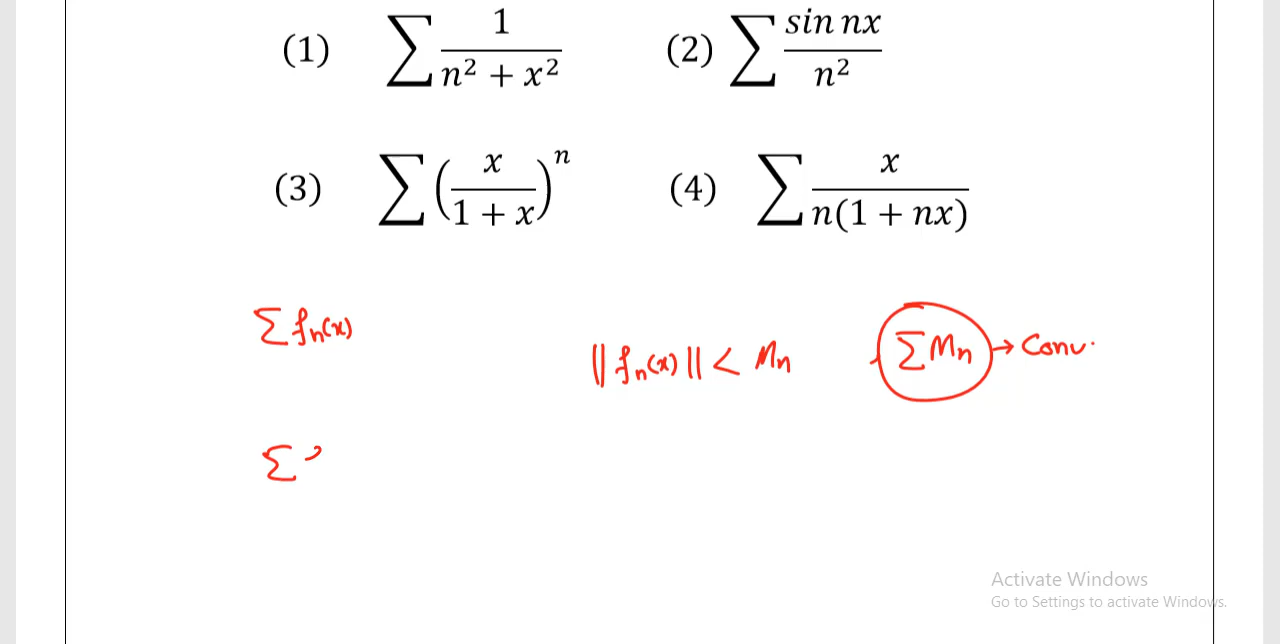 (1) ∑ 1/(n² + x²) (2) ∑ sin nx/n²
(3) ∑ (x/(1 + x))ⁿ (4) ∑ x/(n(1 + nx))
∑ fₙ(x) ||fₙ(x)|| < Mₙ ∑ Mₙ → Conv.
∑
Activate Windows
Go to Settings to activate Windows.